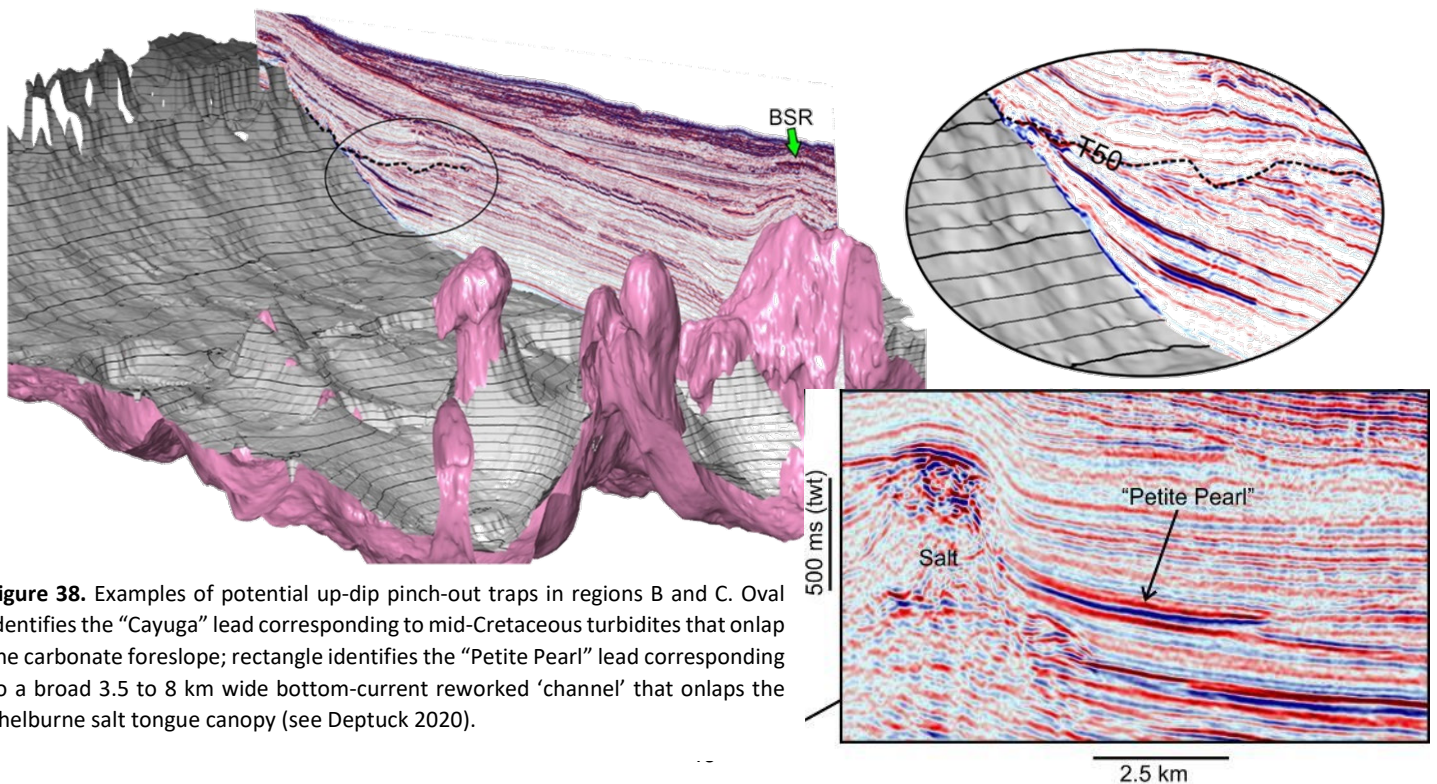 BSR
T50
500 ms (twt)
"Petite Pearl"
Salt
2.5 km
igure 38. Examples of potential up-dip pinch-out traps in regions B and C. Oval
dentifies the “Cayuga” lead corresponding to mid-Cretaceous turbidites that onlap
he carbonate foreslope; rectangle identifies the “Petite Pearl” lead corresponding
o a broad 3.5 to 8 km wide bottom-current reworked ‘channel’ that onlaps the
helburne salt tongue canopy (see Deptuck 2020).